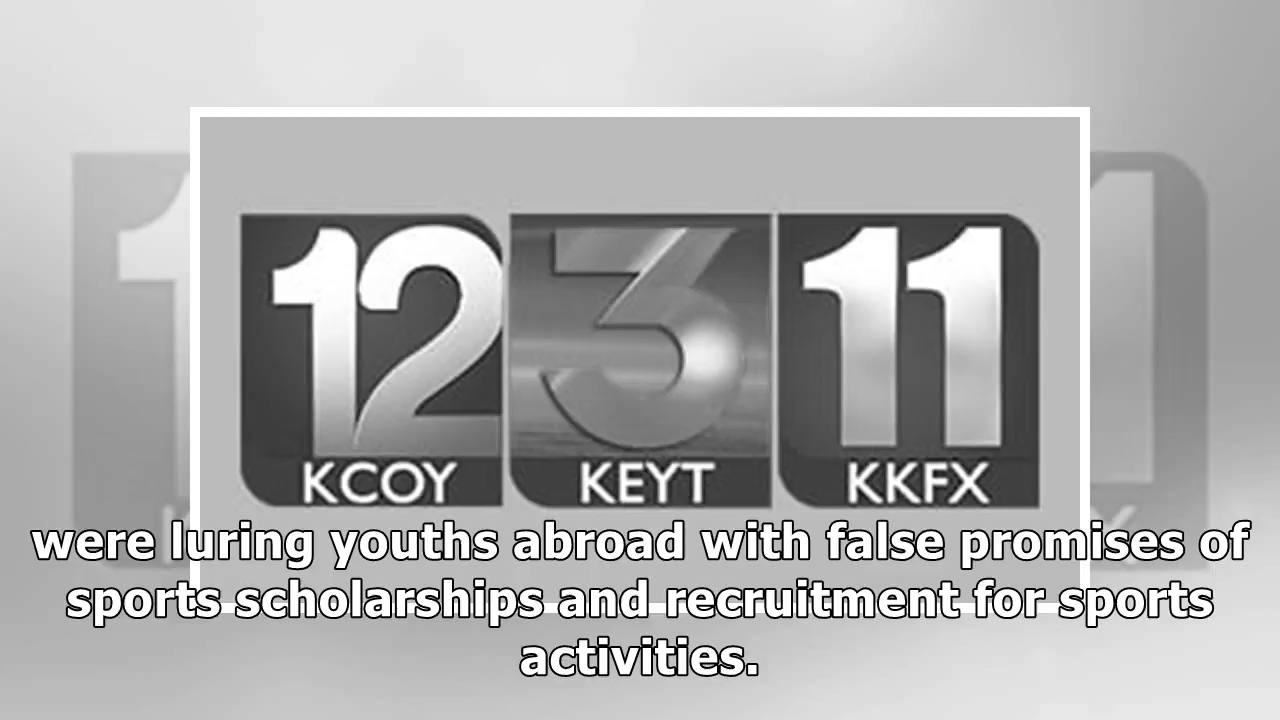 12 3 11
KCOY KEYT KKFX
were luring youths abroad with false promises of
sports scholarships and recruitment for sports
activities.